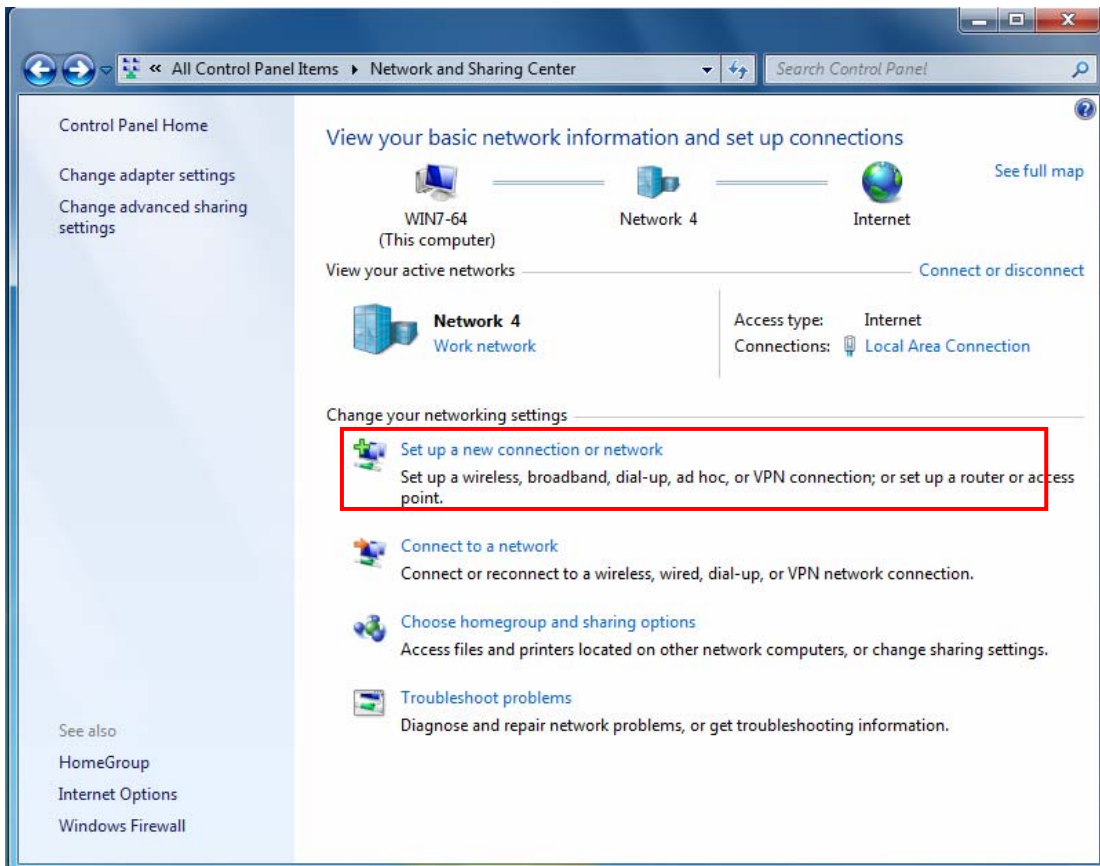 « All Control Panel Items ▸ Network and Sharing Center
Search Control Panel
Control Panel Home
Change adapter settings
Change advanced sharing
settings
See also
HomeGroup
Internet Options
Windows Firewall
View your basic network information and set up connections
See full map
WIN7-64
(This computer)
Network 4
Internet
View your active networks
Connect or disconnect
Network 4
Work network
Access type: Internet
Connections: Local Area Connection
Change your networking settings
Set up a new connection or network
Set up a wireless, broadband, dial-up, ad hoc, or VPN connection; or set up a router or access
point.
Connect to a network
Connect or reconnect to a wireless, wired, dial-up, or VPN network connection.
Choose homegroup and sharing options
Access files and printers located on other network computers, or change sharing settings.
Troubleshoot problems
Diagnose and repair network problems, or get troubleshooting information.